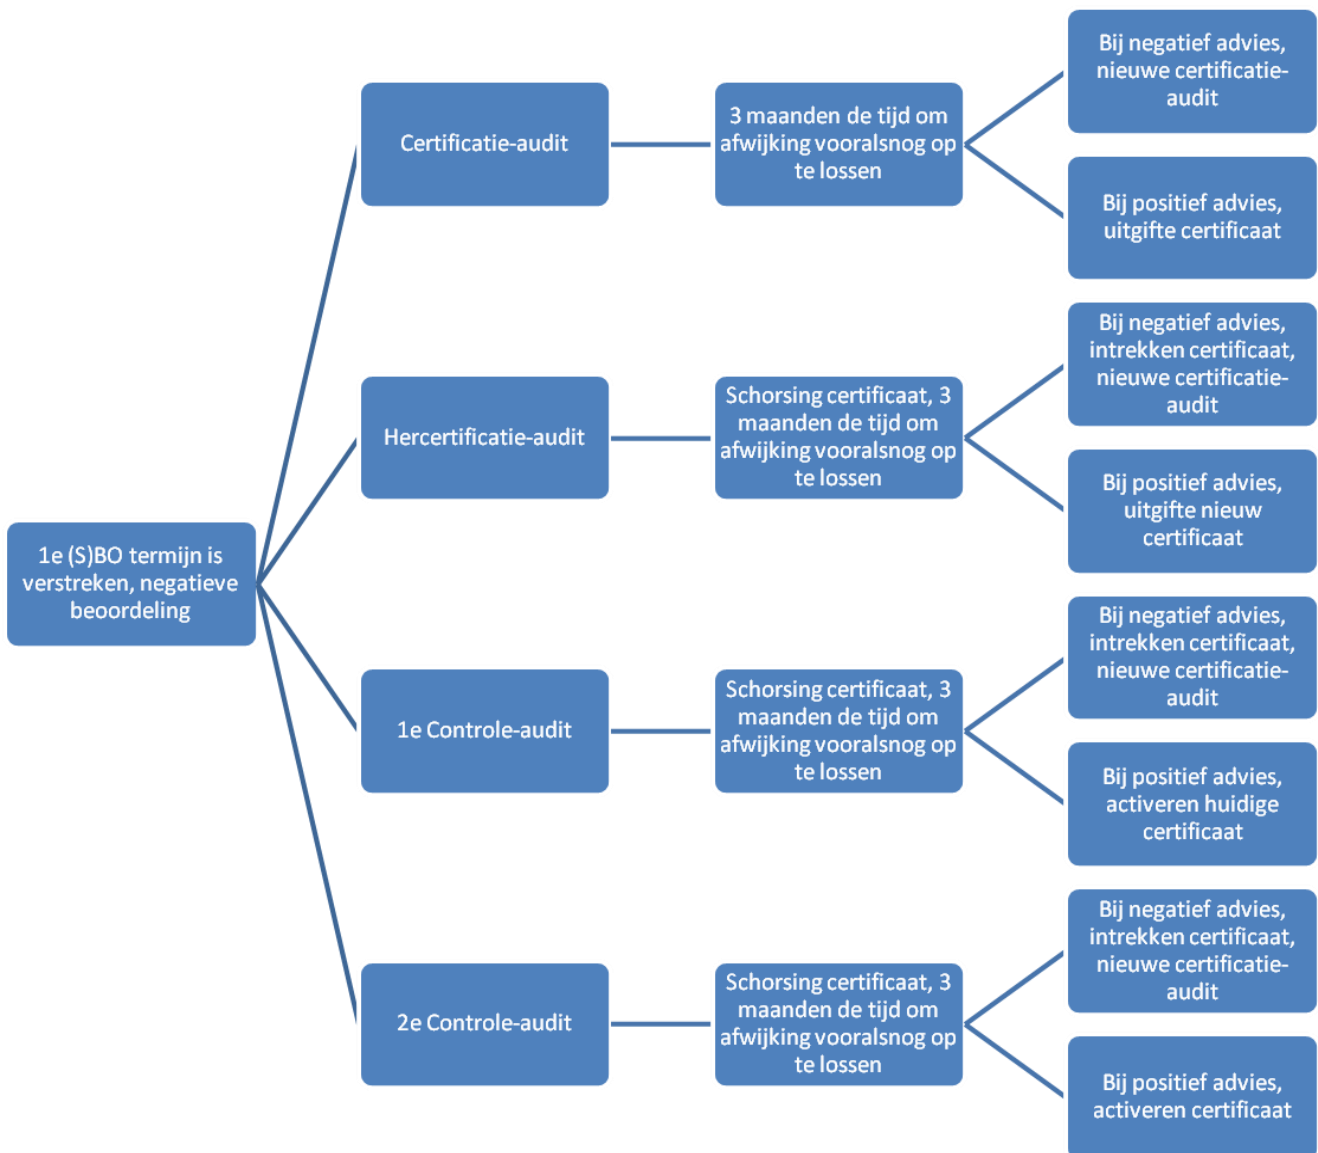 1e (S)BO termijn is
verstreken, negatieve
beoordeling
Certificatie-audit
3 maanden de tijd om
afwijking vooralsnog op
te lossen
Bij negatief advies,
nieuwe certificatie-
audit
Bij positief advies,
uitgifte certificaat
Hercertificatie-audit
Schorsing certificaat, 3
maanden de tijd om
afwijking vooralsnog op
te lossen
Bij negatief advies,
intrekken certificaat,
nieuwe certificatie-
audit
Bij positief advies,
uitgifte nieuw
certificaat
1e Controle-audit
Schorsing certificaat, 3
maanden de tijd om
afwijking vooralsnog op
te lossen
Bij negatief advies,
intrekken certificaat,
nieuwe certificatie-
audit
Bij positief advies,
activeren huidige
certificaat
2e Controle-audit
Schorsing certificaat, 3
maanden de tijd om
afwijking vooralsnog op
te lossen
Bij negatief advies,
intrekken certificaat,
nieuwe certificatie-
audit
Bij positief advies,
activeren certificaat